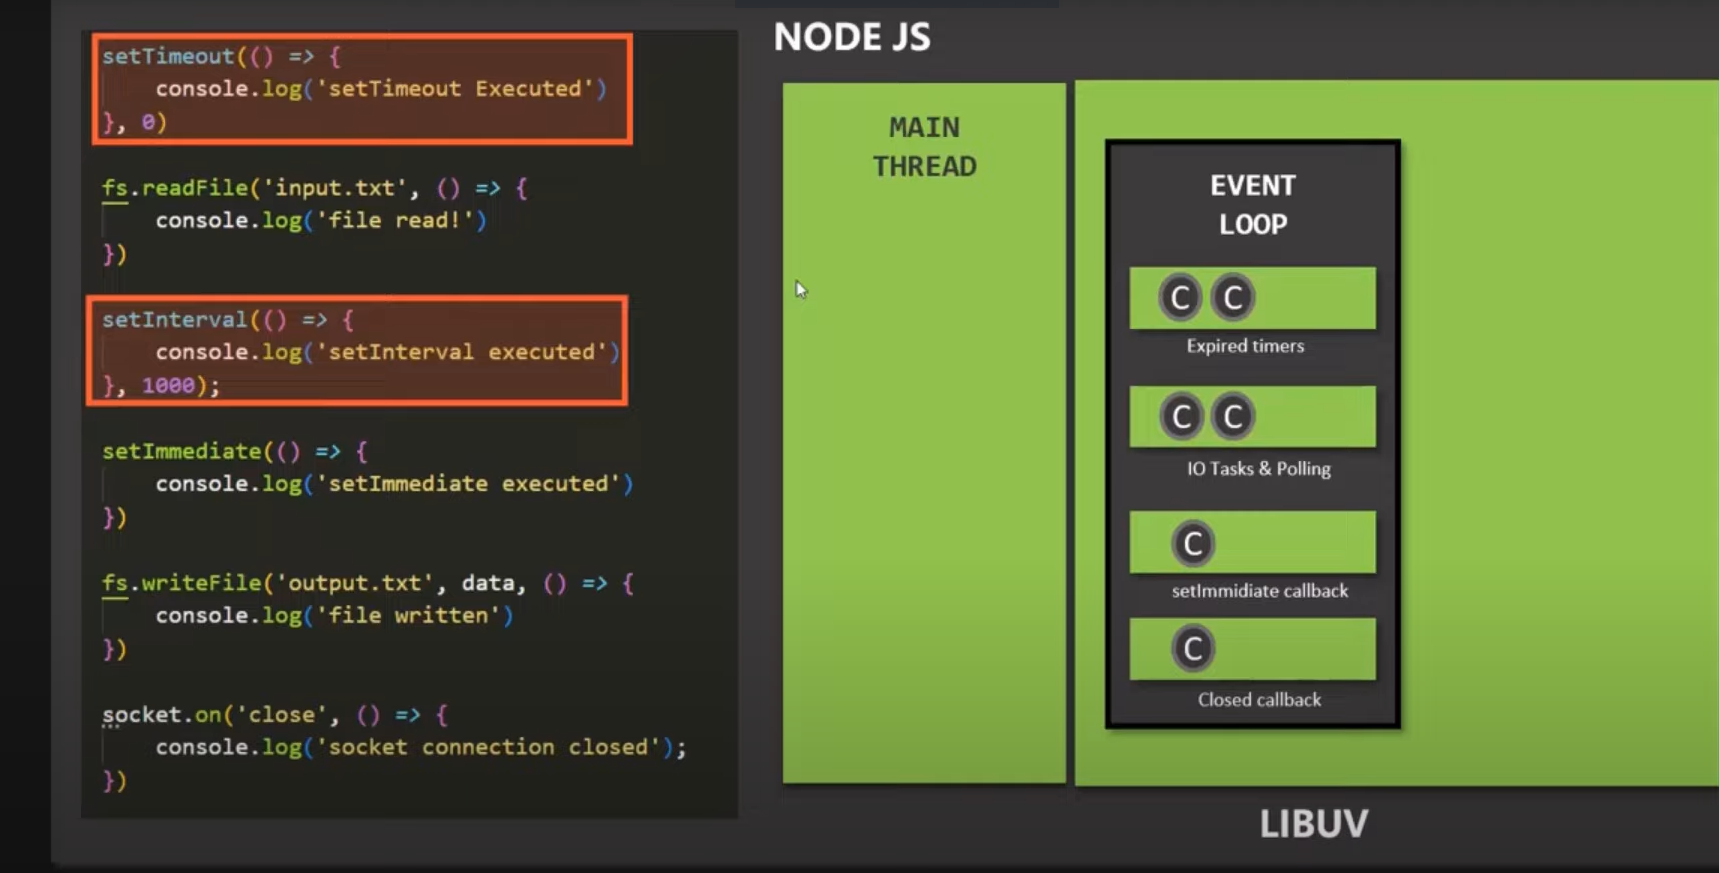 setTimeout(() => {
console.log('setTimeout Executed')
}, 0)
fs.readFile('input.txt', () => {
console.log('file read!')
})
setInterval(() => {
console.log('setInterval executed')
}, 1000);
setImmediate(() => {
console.log('setImmediate executed')
})
fs.writeFile('output.txt', data, () => {
console.log('file written')
})
socket.on('close', () => {
console.log('socket connection closed');
})
NODE JS
MAIN
THREAD
EVENT
LOOP
C C
Expired timers
C C
IO Tasks & Polling
C
setImmidiate callback
C
Closed callback
LIBUV